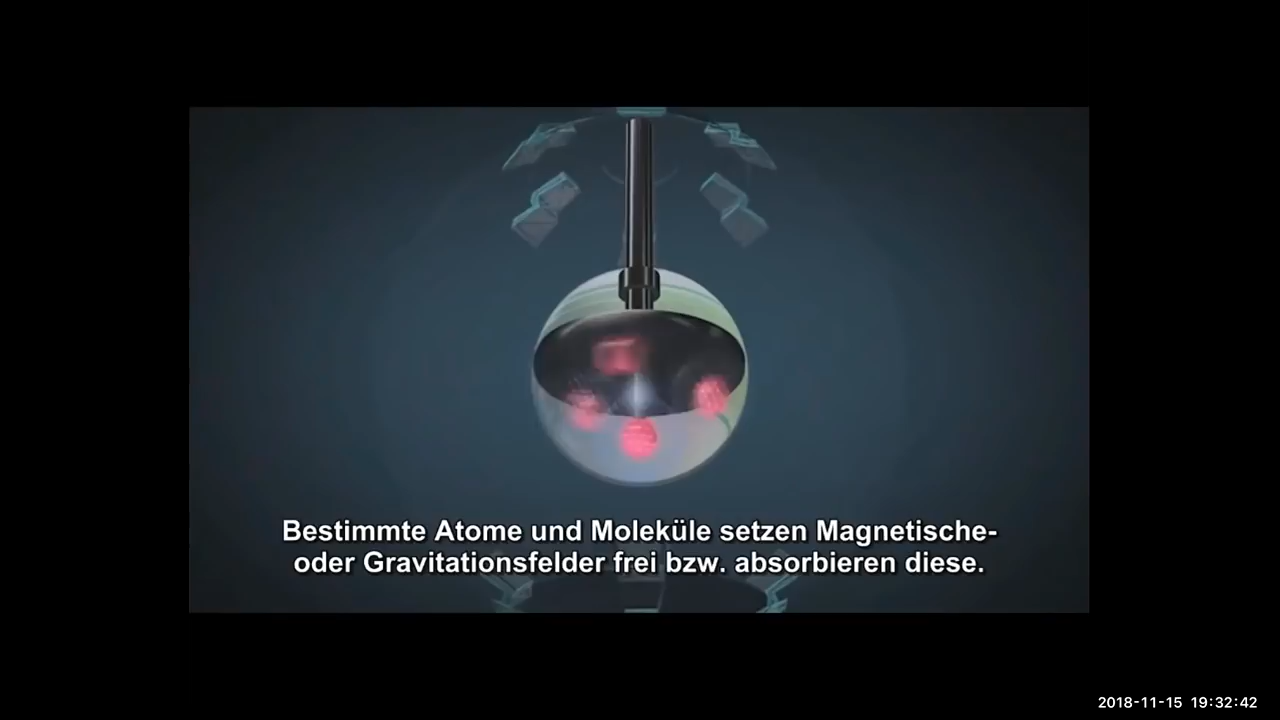 Bestimmte Atome und Moleküle setzen Magnetische-
oder Gravitationsfelder frei bzw. absorbieren diese.
2018-11-15 19:32:42